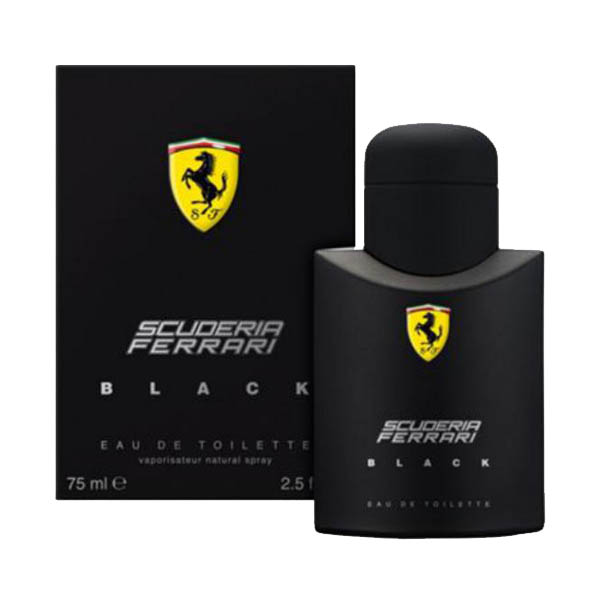 S F
SCUDERIA
FERRARI
BLACK
EAU DE TOILETTE
vaporisateur natural spray
75 ml ℮
2.5 f
S F
SCUDERIA
FERRARI
BLACK
EAU DE TOILETTE